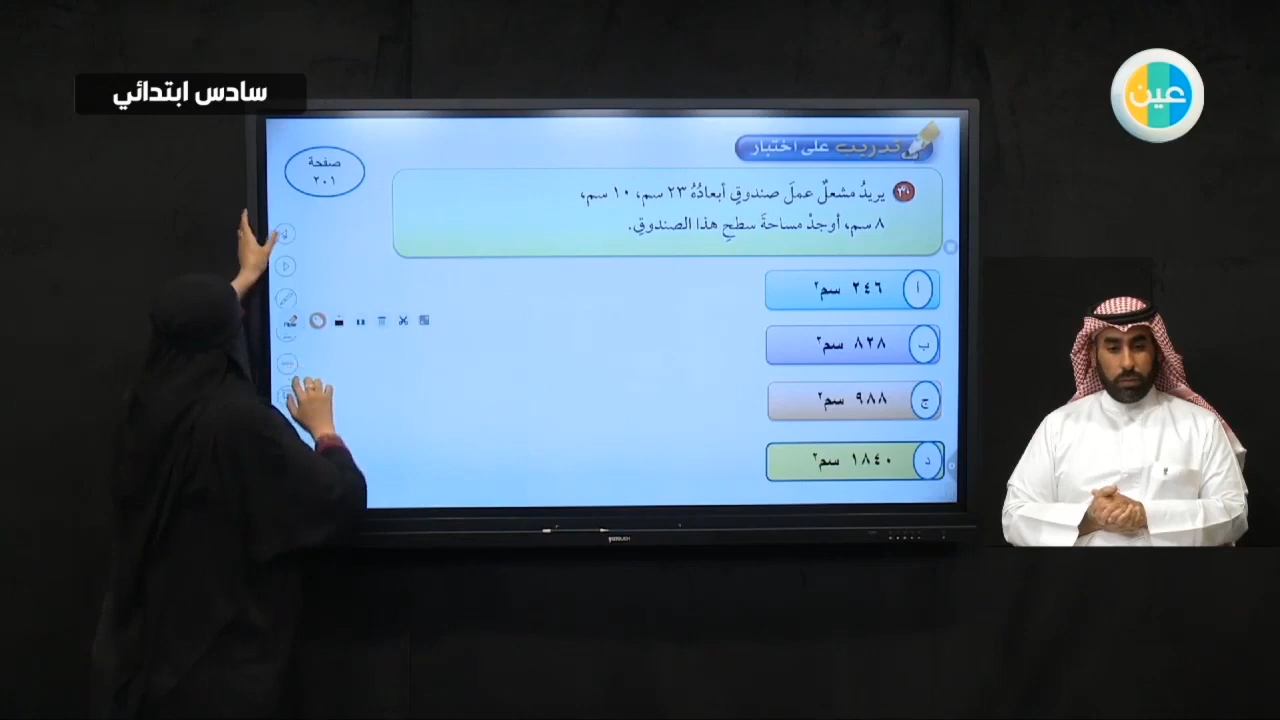 سادس ابتدائي
عين
تدريب على اختبار
صفحة
٢٠١
٣٠ يريدُ مشعلٌ عملَ صندوقٍ أبعادُهُ ٢٣ سم، ١٠ سم،
٨ سم، أوجدْ مساحةَ سطحِ هذا الصندوقِ.
أ ٢٤٦ سم٢
ب ٨٢٨ سم٢
ج ٩٨٨ سم٢
د ١٨٤٠ سم٢